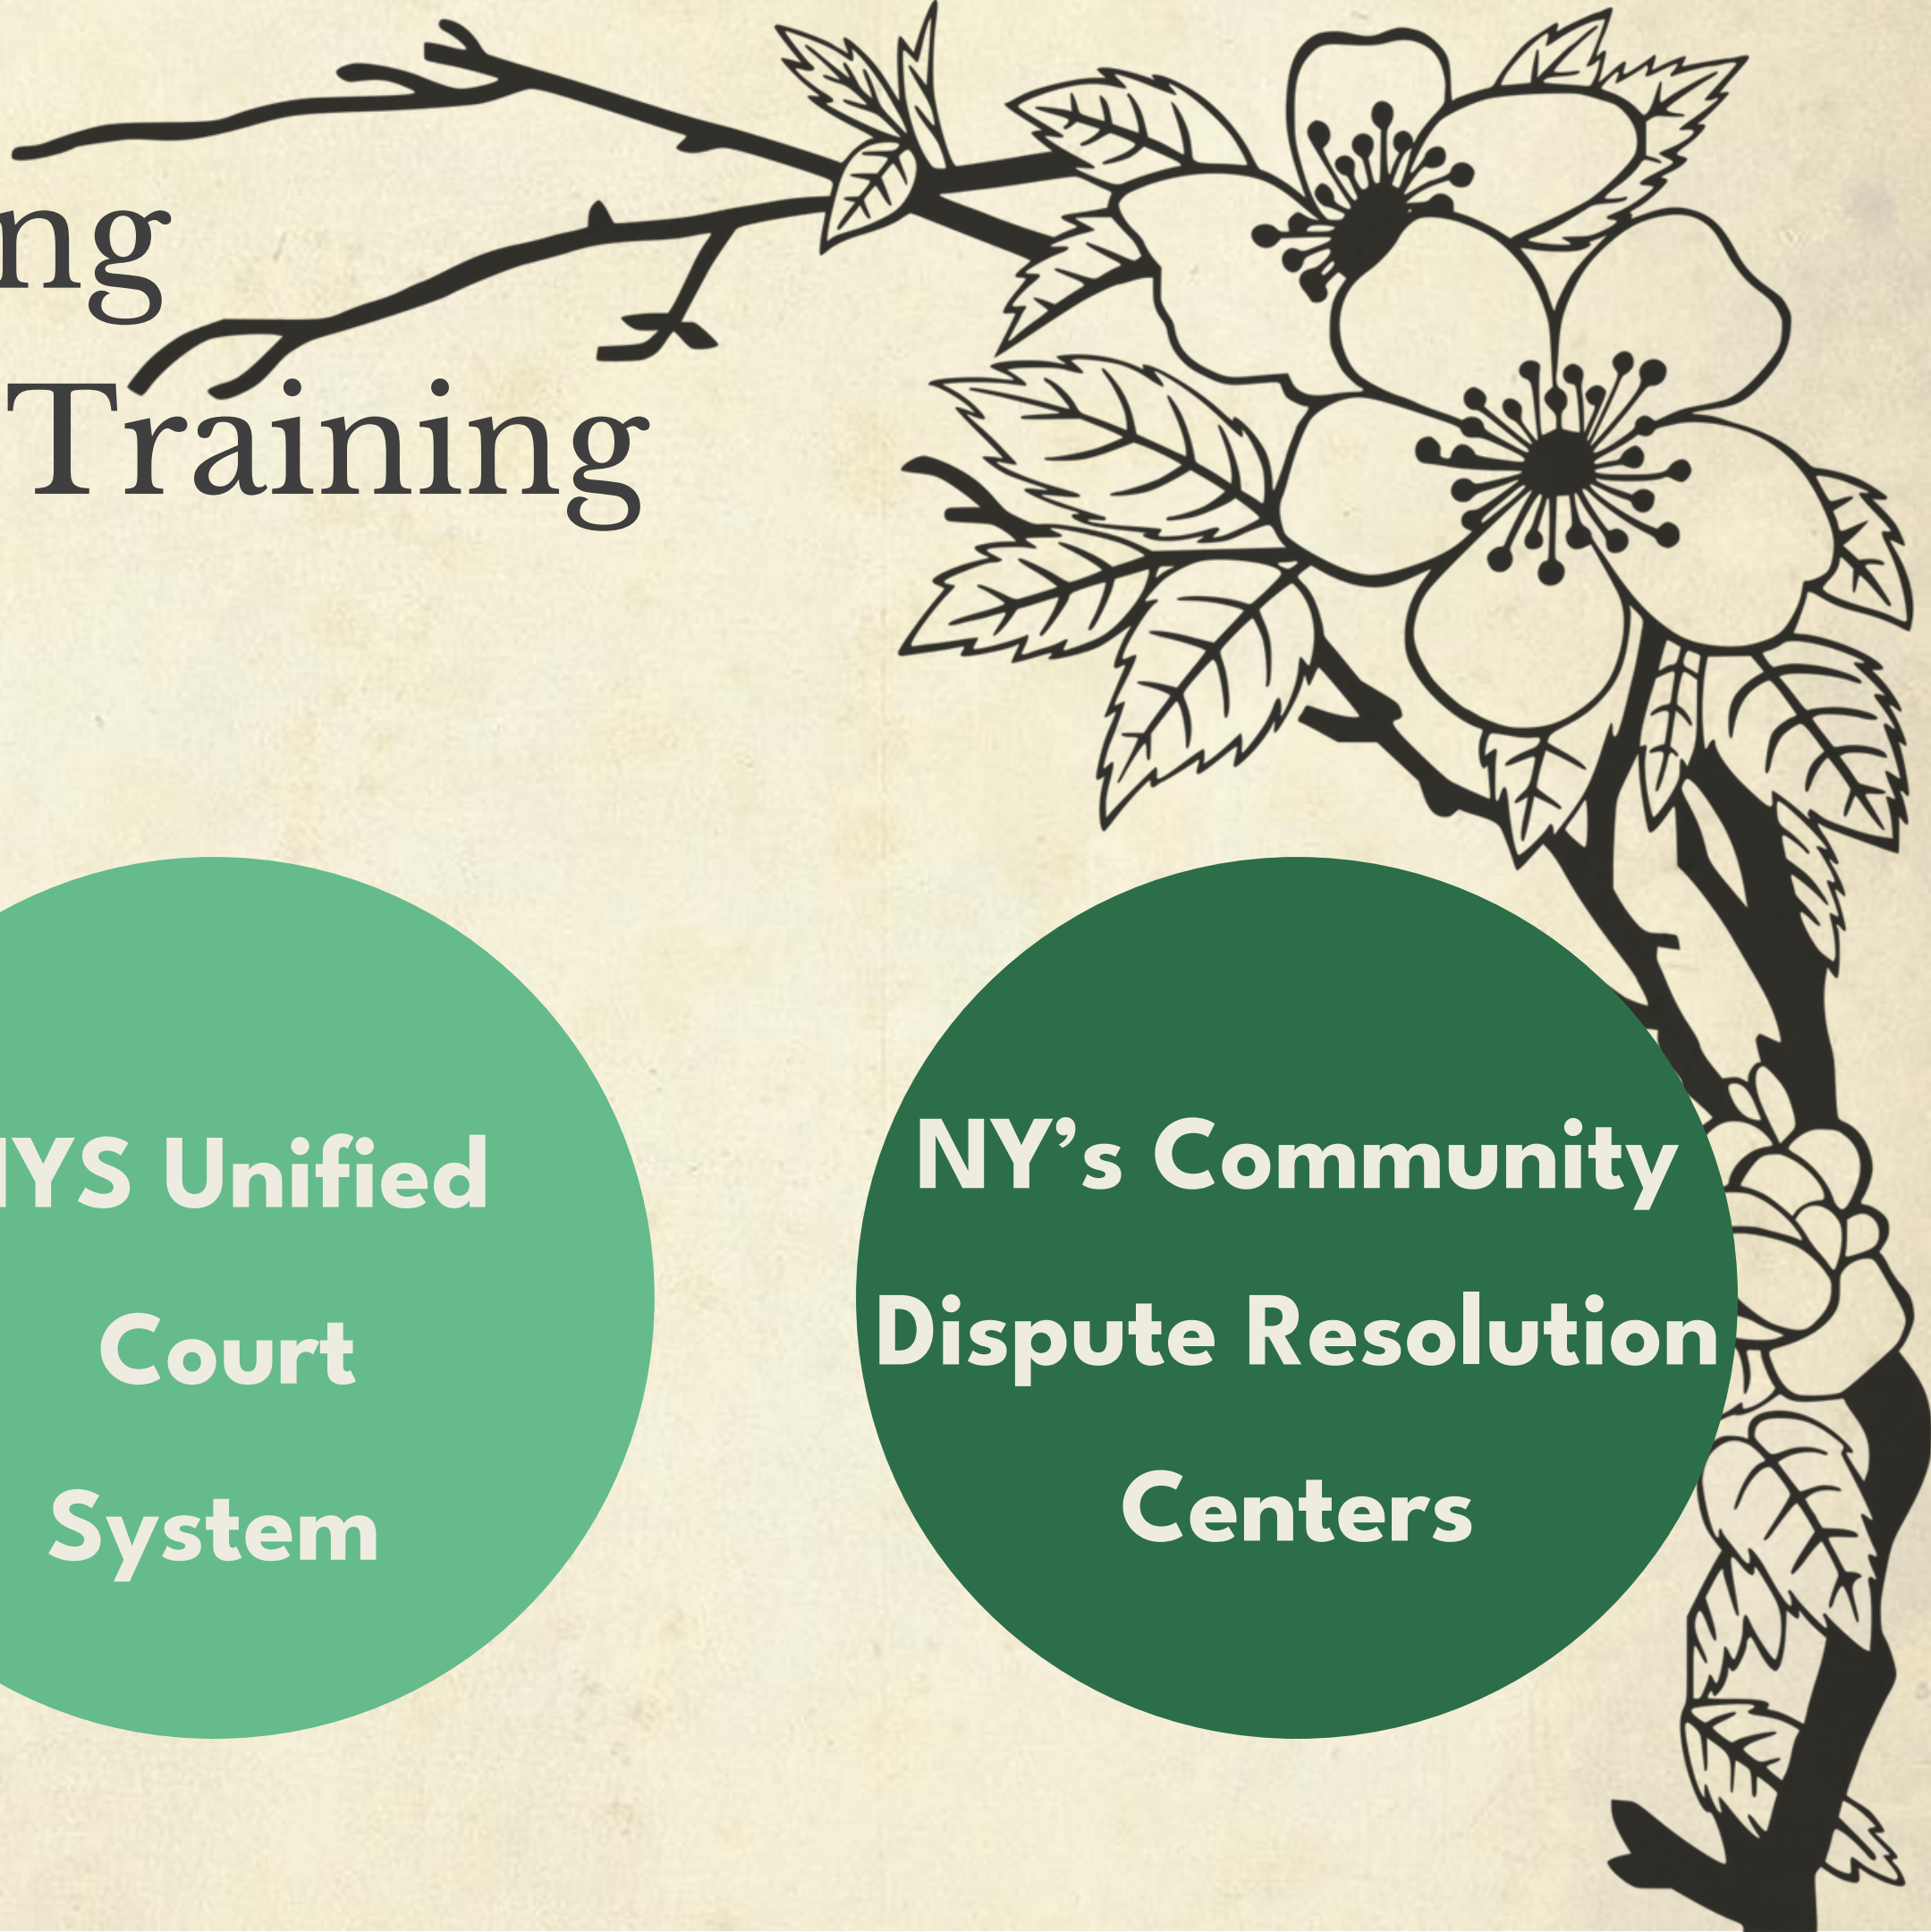 ng
Training
YS Unified
Court
System
NY’s Community
Dispute Resolution
Centers